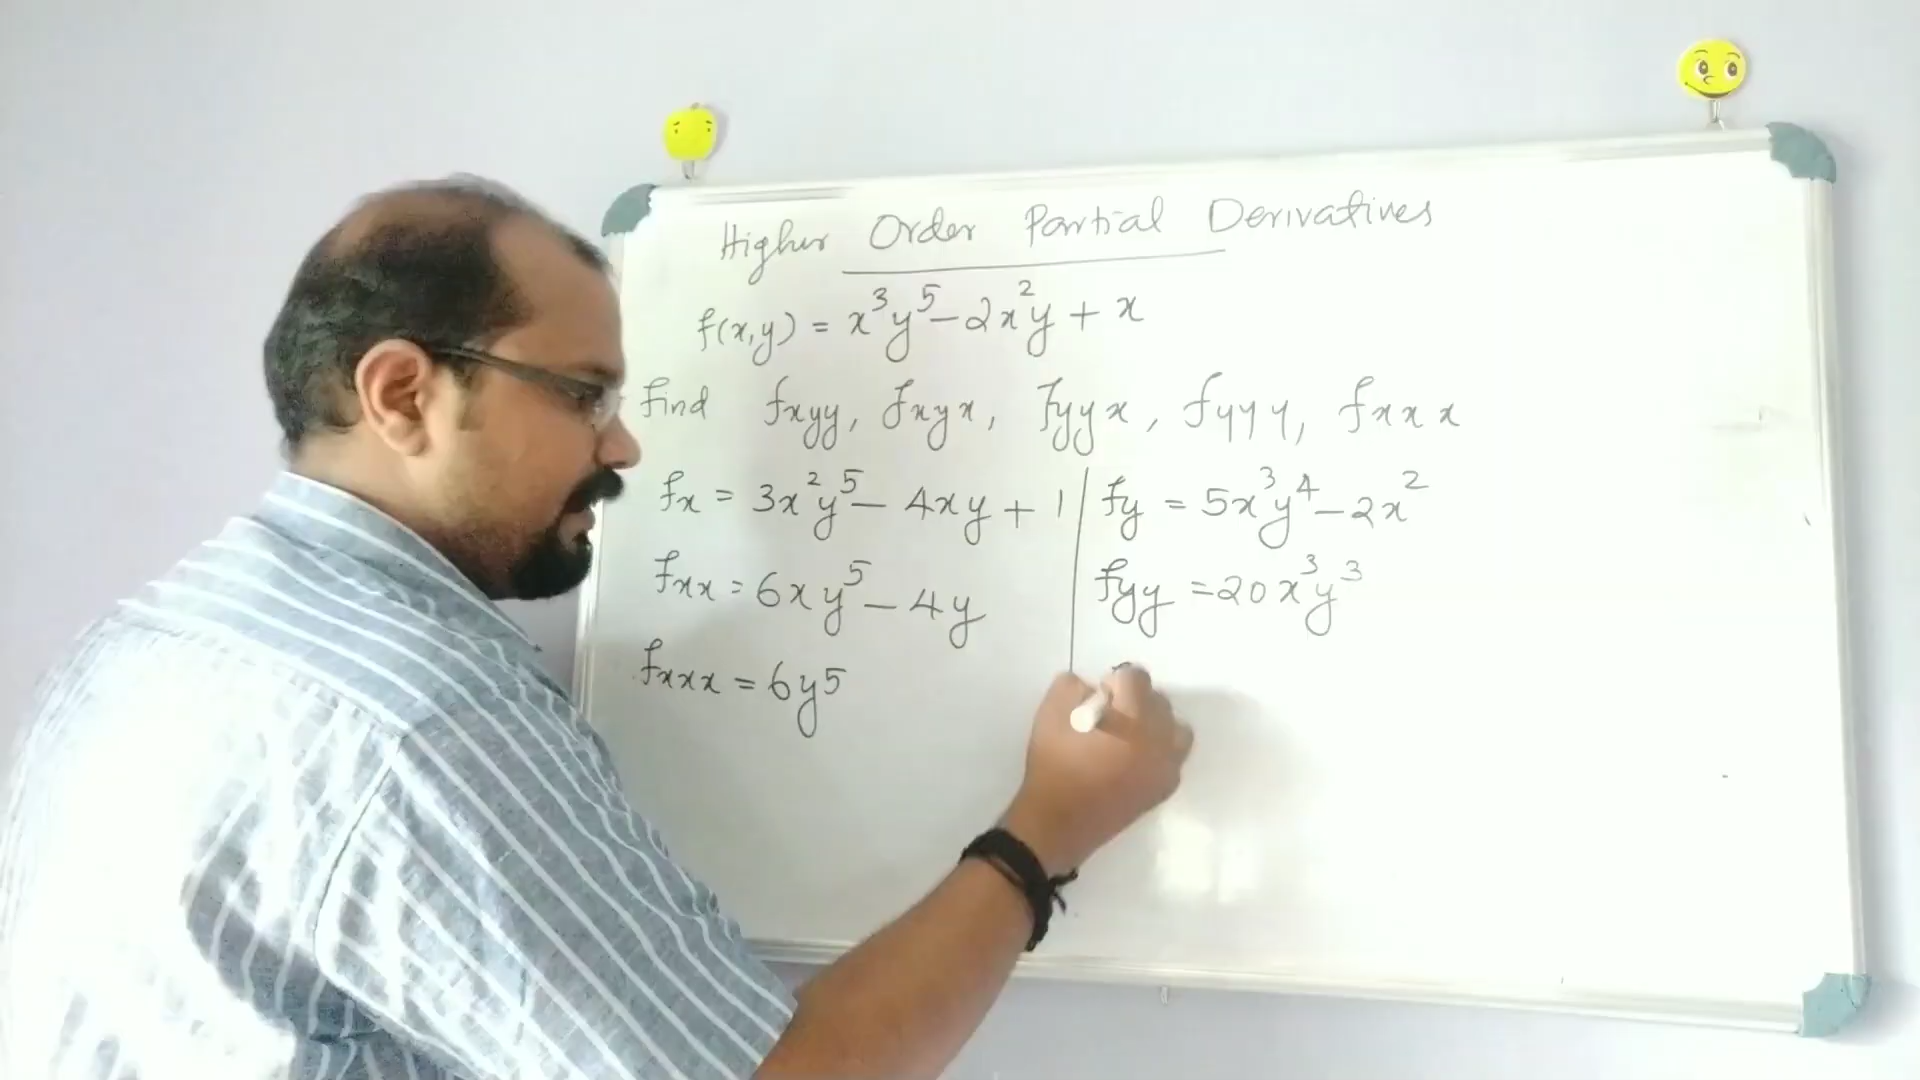 Higher Order Partial Derivatives
f(x,y) = x³y⁵ - 2x²y + x
Find fxyy, fxyx, fyyx, fyyy, fxxx
fx = 3x²y⁵ - 4xy + 1
fxx = 6xy⁵ - 4y
fxxx = 6y⁵
fy = 5x³y⁴ - 2x²
fyy = 20x³y³